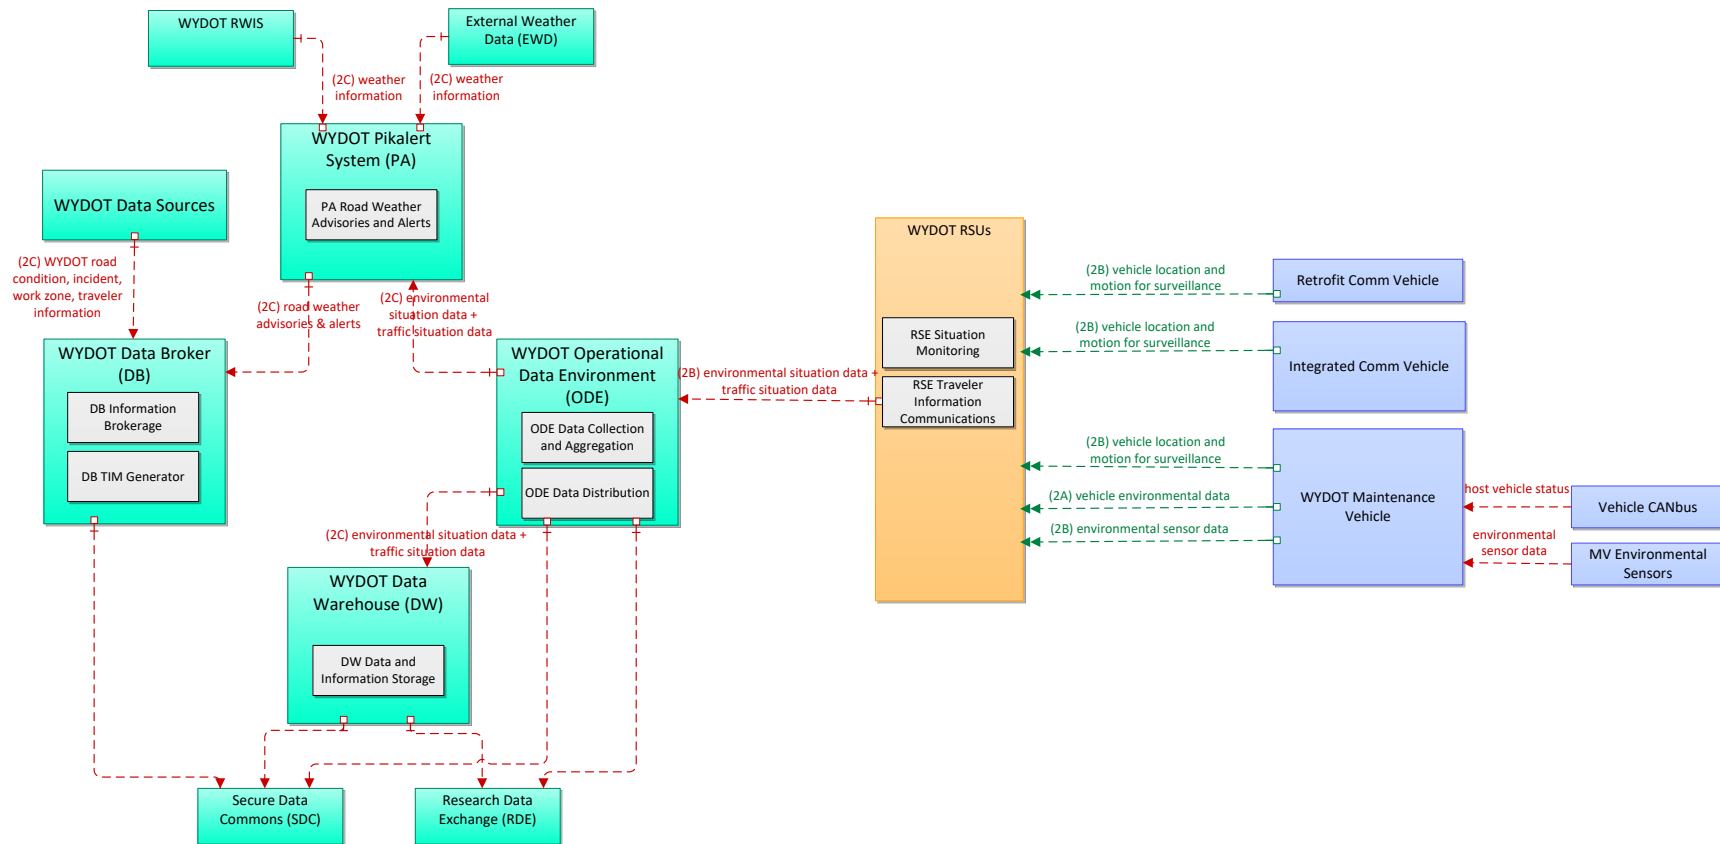 WYDOT RWIS
External Weather
Data (EWD)
(2C) weather
information
(2C) weather
information
WYDOT Pikalert
System (PA)
PA Road Weather
Advisories and Alerts
WYDOT Data Sources
(2C) WYDOT road
condition, incident,
work zone, traveler
information
(2C) road weather
advisories & alerts
(2C) environmental
situation data +
traffic situation data
WYDOT Data Broker
(DB)
DB Information
Brokerage
DB TIM Generator
WYDOT Operational
Data Environment
(ODE)
ODE Data Collection
and Aggregation
ODE Data Distribution
(2B) environmental situation data +
traffic situation data
WYDOT RSUs
RSE Situation
Monitoring
RSE Traveler
Information
Communications
(2B) vehicle location and
motion for surveillance
Retrofit Comm Vehicle
(2B) vehicle location and
motion for surveillance
Integrated Comm Vehicle
(2B) vehicle location and
motion for surveillance
(2A) vehicle environmental data
(2B) environmental sensor data
WYDOT Maintenance
Vehicle
host vehicle status
Vehicle CANbus
environmental
sensor data
MV Environmental
Sensors
(2C) environmental situation data +
traffic situation data
WYDOT Data
Warehouse (DW)
DW Data and
Information Storage
Secure Data
Commons (SDC)
Research Data
Exchange (RDE)